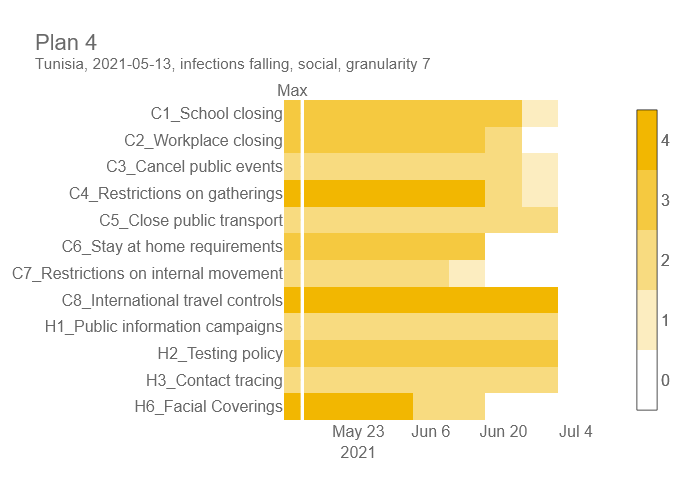 Plan 4
Tunisia, 2021-05-13, infections falling, social, granularity 7
Max
C1_School closing
C2_Workplace closing
C3_Cancel public events
C4_Restrictions on gatherings
C5_Close public transport
C6_Stay at home requirements
C7_Restrictions on internal movement
C8_International travel controls
H1_Public information campaigns
H2_Testing policy
H3_Contact tracing
H6_Facial Coverings
May 23 Jun 6 Jun 20 Jul 4
2021
4
3
2
1
0